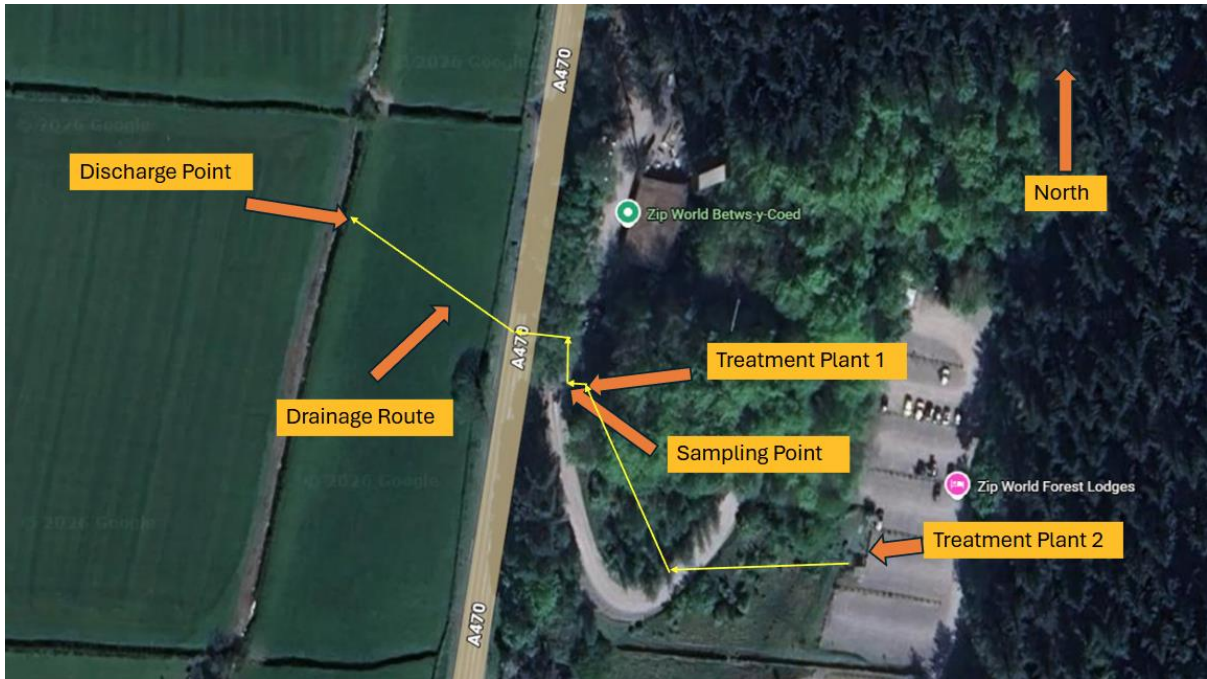 A470
© 2026 Google
© 2026 Google
Discharge Point
North
Zip World Betws-y-Coed
A470
Treatment Plant 1
Drainage Route
Sampling Point
© 2026 Google
Zip World Forest Lodges
© 2026 Google
Treatment Plant 2
A470